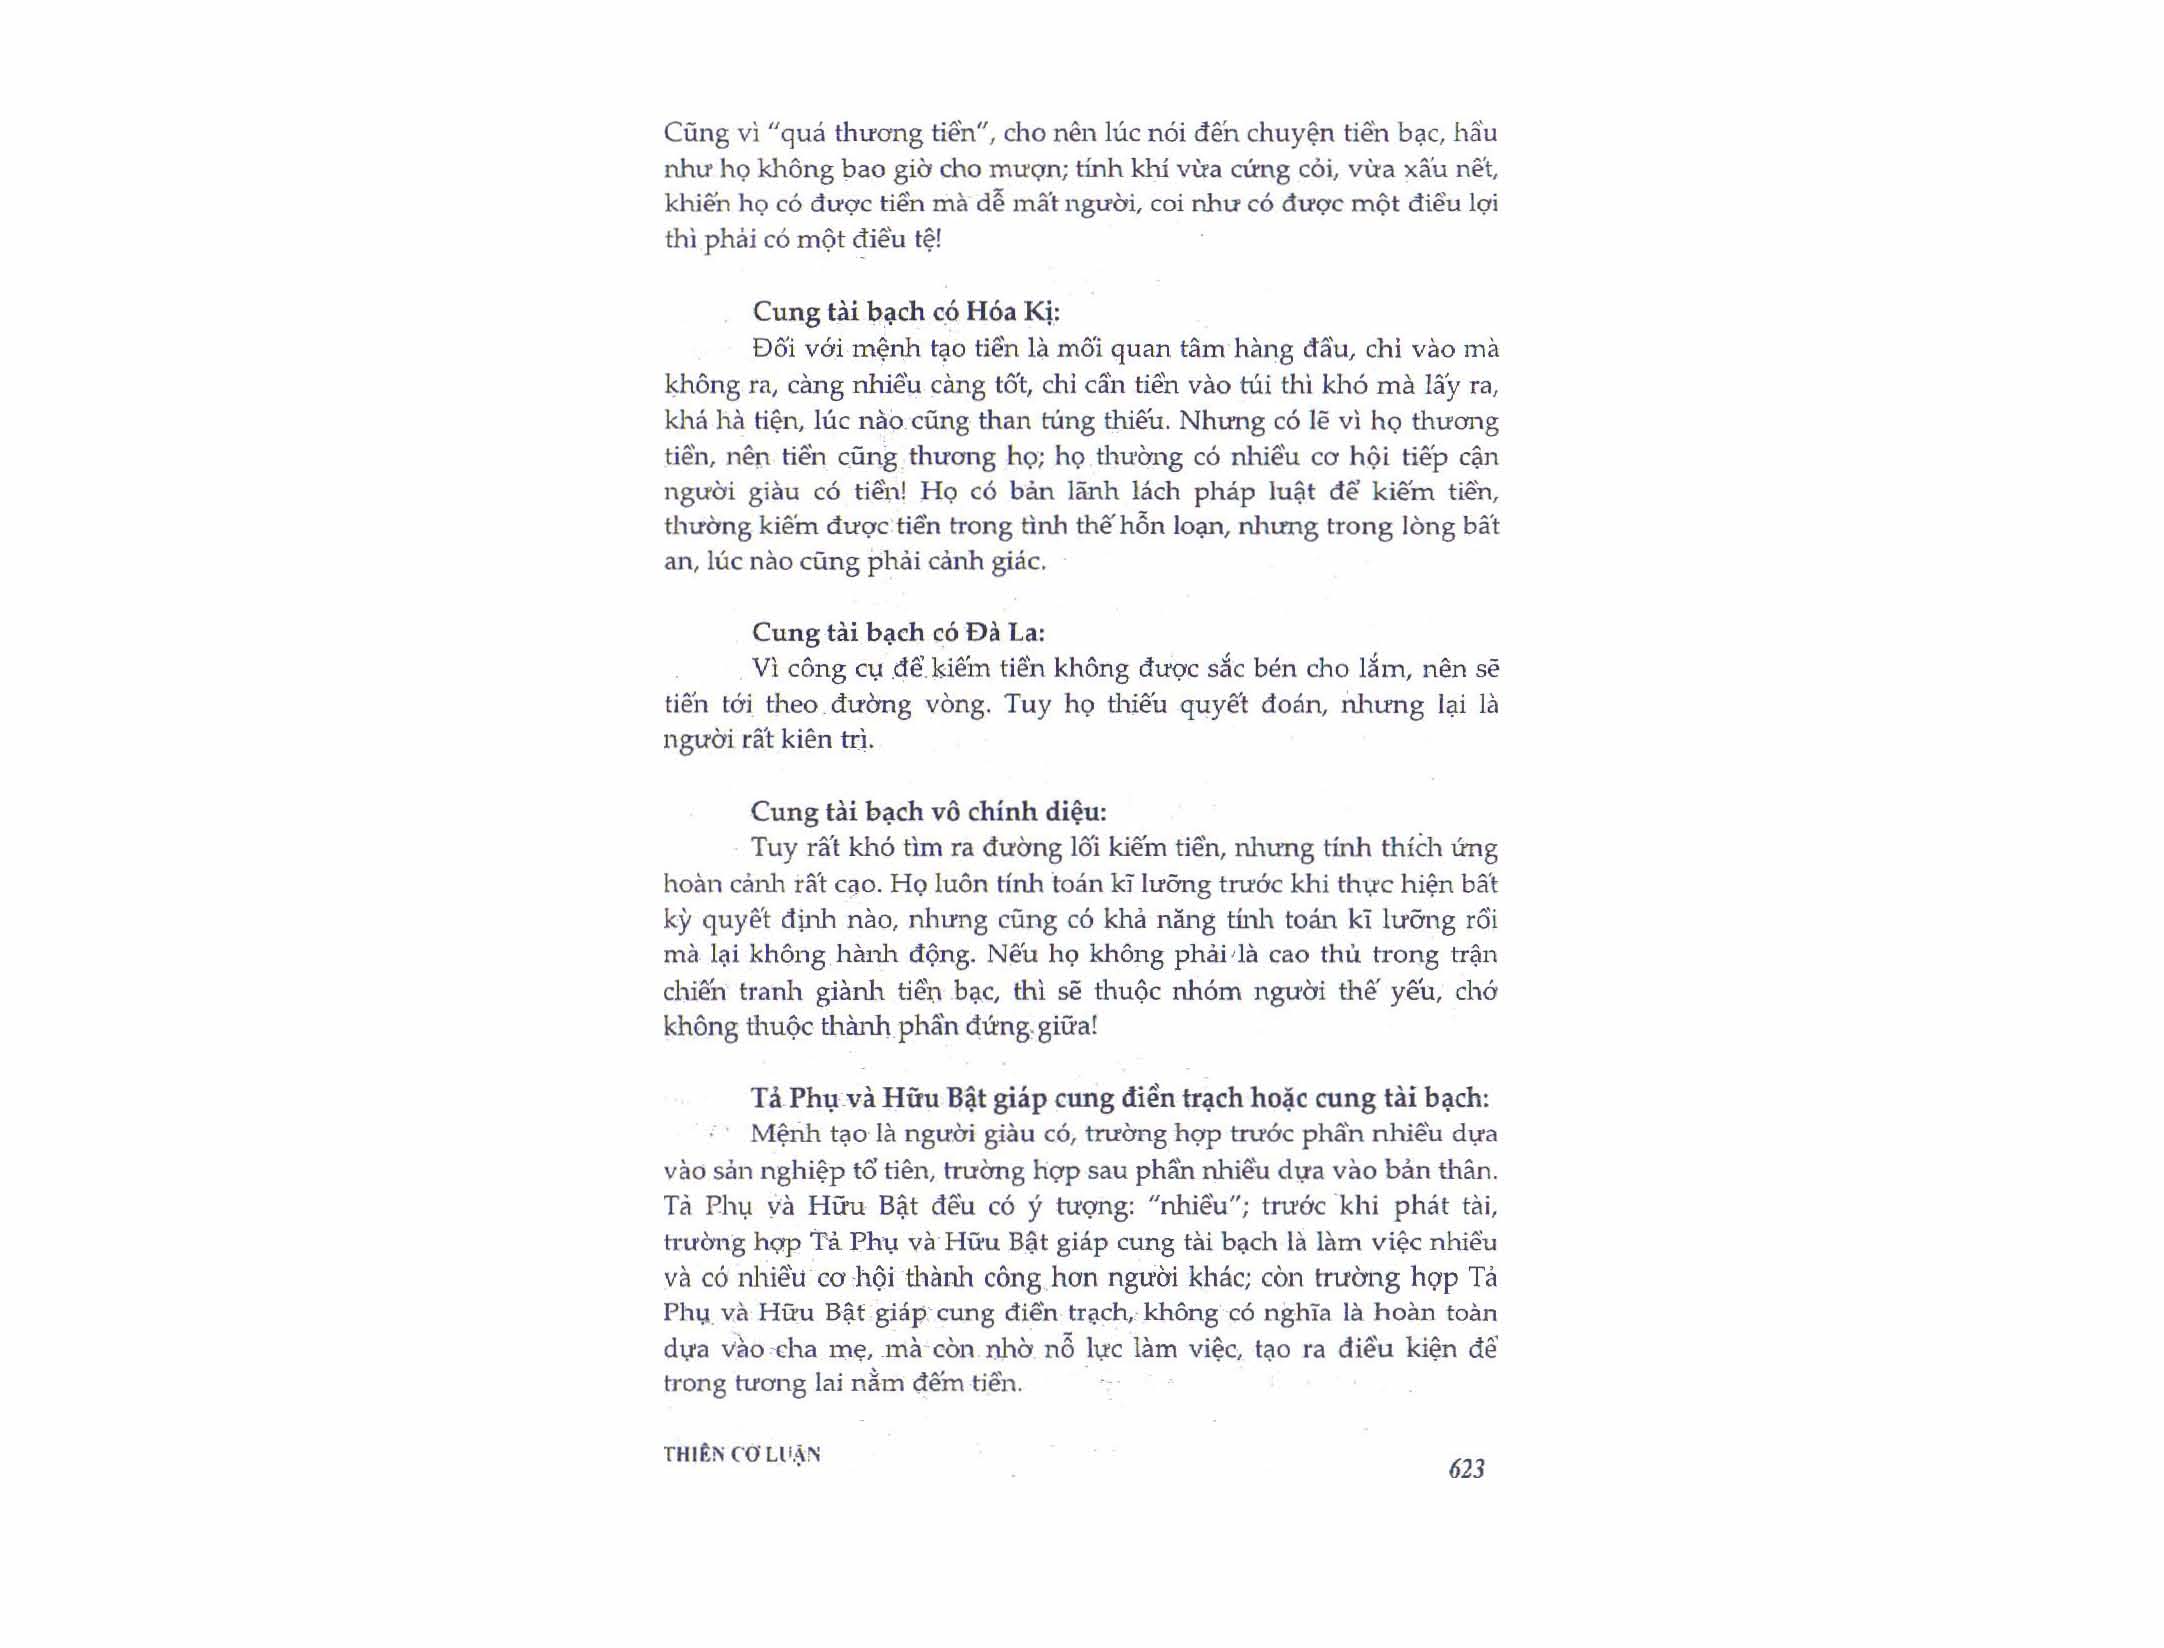 Cũng vì "quá thương tiền", cho nên lúc nói đến chuyện tiền bạc, hầu
như họ không bao giờ cho mượn; tính khí vừa cứng cỏi, vừa xấu nết,
khiến họ có được tiền mà dễ mất người, coi như có được một điều lợi
thì phải có một điều tệ!
Cung tài bạch có Hóa Kị:
Đối với mệnh tạo tiền là mối quan tâm hàng đầu, chỉ vào mà
không ra, càng nhiều càng tốt, chỉ cần tiền vào túi thì khó mà lấy ra,
khá hà tiện, lúc nào cũng than túng thiếu. Nhưng có lẽ vì họ thương
tiền, nên tiền cũng thương họ; họ thường có nhiều cơ hội tiếp cận
người giàu có tiền! Họ có bản lãnh lách pháp luật để kiếm tiền,
thường kiếm được tiền trong tình thế hỗn loạn, nhưng trong lòng bất
an, lúc nào cũng phải cảnh giác.
Cung tài bạch có Đà La:
Vì công cụ để kiếm tiền không được sắc bén cho lắm, nên sẽ
tiến tới theo đường vòng. Tuy họ thiếu quyết đoán, nhưng lại là
người rất kiên trì.
Cung tài bạch vô chính diệu:
Tuy rất khó tìm ra đường lối kiếm tiền, nhưng tính thích ứng
hoàn cảnh rất cao. Họ luôn tính toán kĩ lưỡng trước khi thực hiện bất
kỳ quyết định nào, nhưng cũng có khả năng tính toán kĩ lưỡng rồi
mà lại không hành động. Nếu họ không phải là cao thủ trong trận
chiến tranh giành tiền bạc, thì sẽ thuộc nhóm người thế yếu, chớ
không thuộc thành phần đứng giữa!
Tả Phụ và Hữu Bật giáp cung điền trạch hoặc cung tài bạch:
Mệnh tạo là người giàu có, trường hợp trước phần nhiều dựa
vào sản nghiệp tổ tiên, trường hợp sau phần nhiều dựa vào bản thân.
Tả Phụ và Hữu Bật đều có ý tượng: "nhiều"; trước khi phát tài,
trường hợp Tả Phụ và Hữu Bật giáp cung tài bạch là làm việc nhiều
và có nhiều cơ hội thành công hơn người khác; còn trường hợp Tả
Phụ và Hữu Bật giáp cung điền trạch, không có nghĩa là hoàn toàn
dựa vào cha mẹ, mà còn nhờ nỗ lực làm việc, tạo ra điều kiện để
trong tương lai nằm đếm tiền.
THIÊN CƠ LUẬN
623